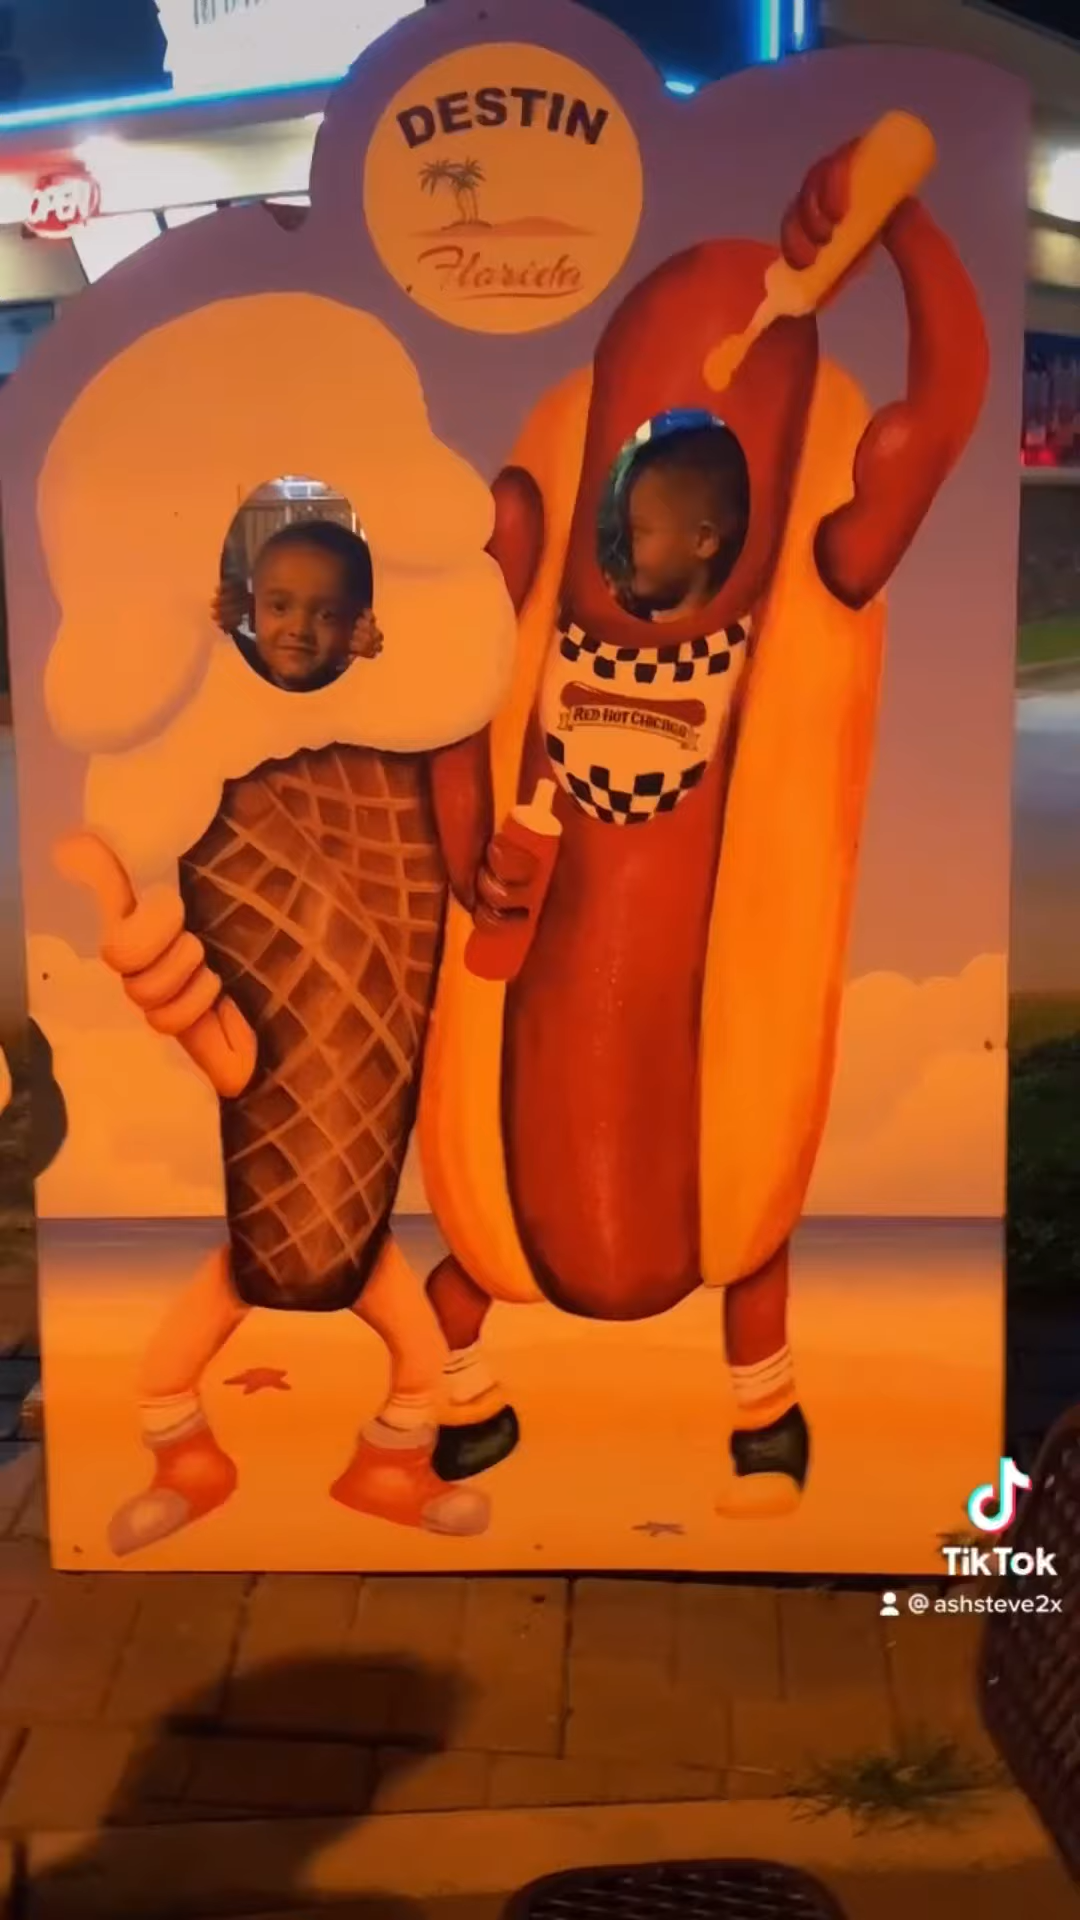 DESTIN
Florida
OPEN
RED HOT CHICAGO
TikTok
@ashsteve2x